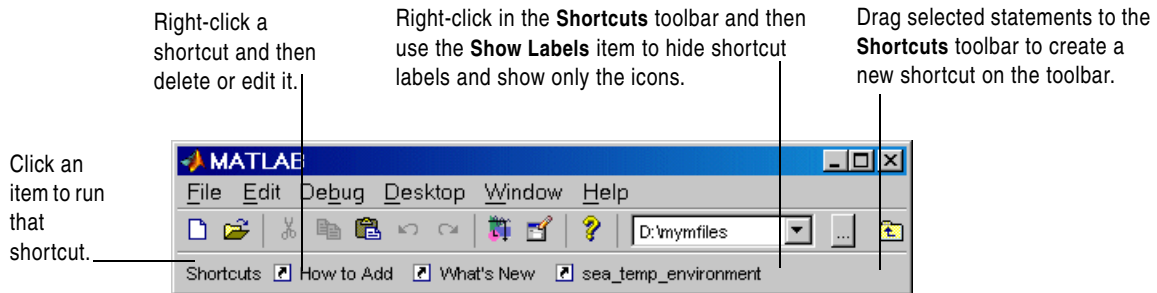 Right-click a
shortcut and then
delete or edit it.
Right-click in the Shortcuts toolbar and then
use the Show Labels item to hide shortcut
labels and show only the icons.
Drag selected statements to the
Shortcuts toolbar to create a
new shortcut on the toolbar.
Click an
item to run
that
shortcut.
MATLAB
File Edit Debug Desktop Window Help
D:\mymfiles ...
Shortcuts How to Add What's New sea_temp_environment